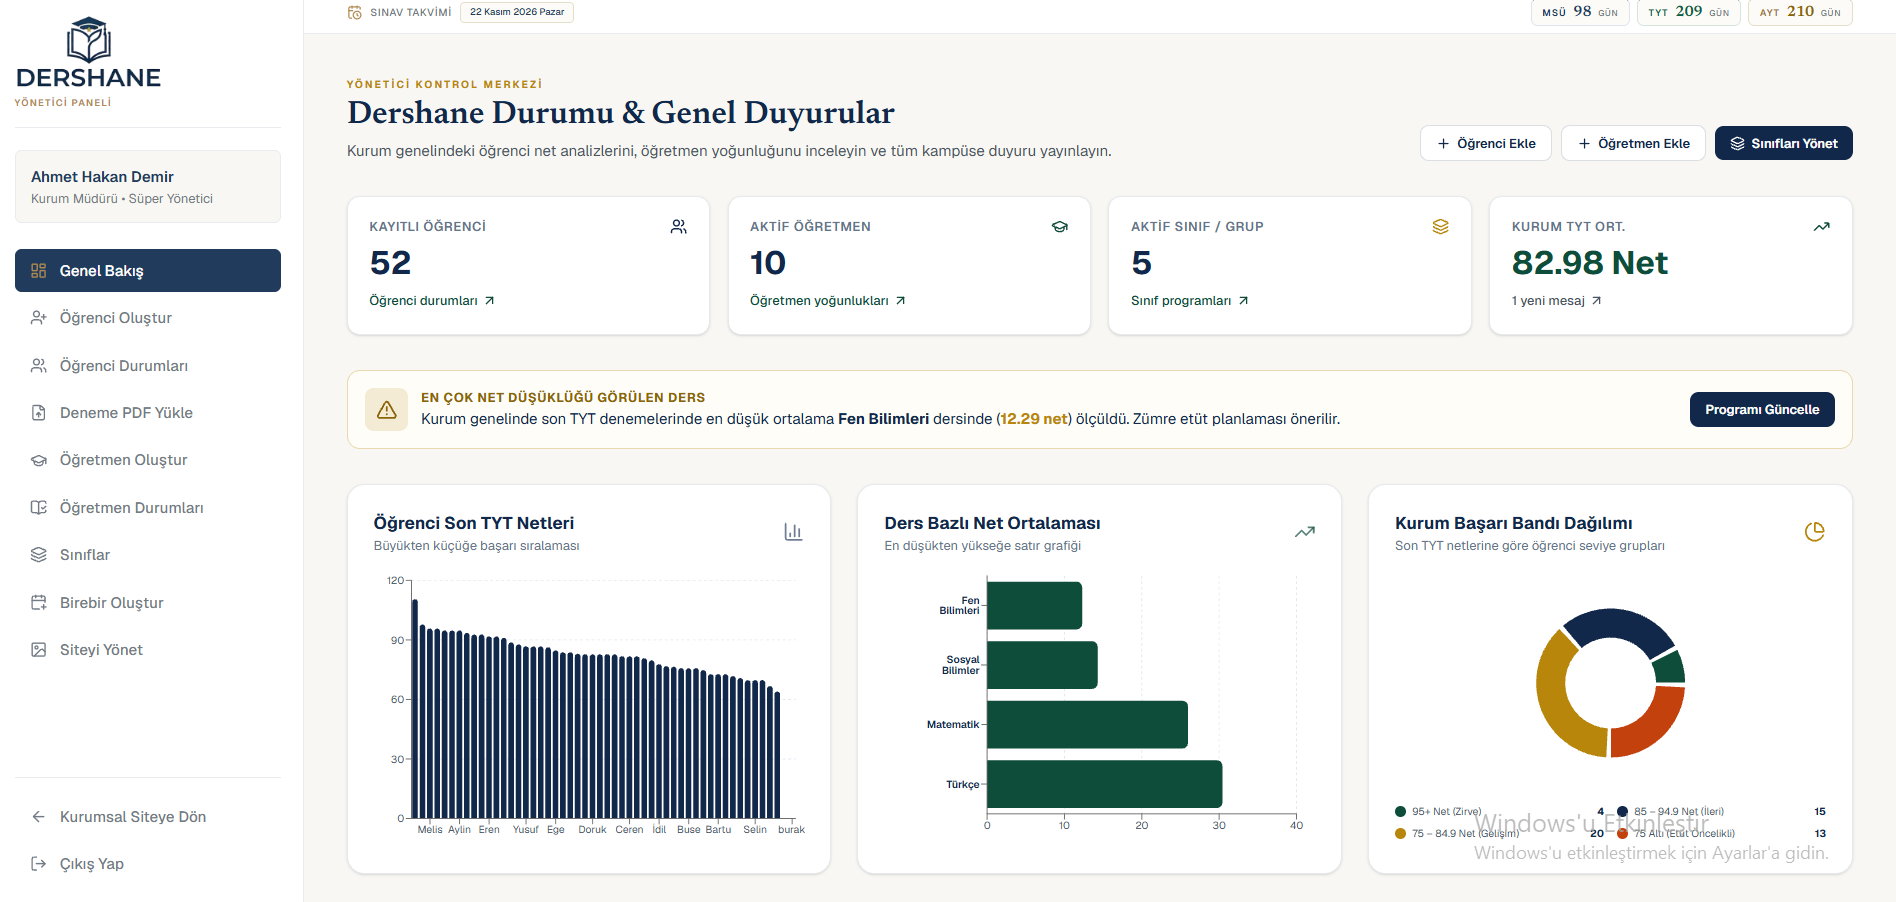 DERSHANE
YÖNETİCİ PANELİ
Ahmet Hakan Demir
Kurum Müdürü • Süper Yönetici
Genel Bakış
Öğrenci Oluştur
Öğrenci Durumları
Deneme PDF Yükle
Öğretmen Oluştur
Öğretmen Durumları
Sınıflar
Birebir Oluştur
Siteyi Yönet
Kurumsal Siteye Dön
Çıkış Yap
SINAV TAKVİMİ 22 Kasım 2026 Pazar
MSÜ 98 GÜN TYT 209 GÜN AYT 210 GÜN
YÖNETİCİ KONTROL MERKEZİ
Dershane Durumu & Genel Duyurular
Kurum genelindeki öğrenci net analizlerini, öğretmen yoğunluğunu inceleyin ve tüm kampüse duyuru yayınlayın.
+ Öğrenci Ekle + Öğretmen Ekle Sınıfları Yönet
KAYITLI ÖĞRENCİ
52
Öğrenci durumları
AKTİF ÖĞRETMEN
10
Öğretmen yoğunlukları
AKTİF SINIF / GRUP
5
Sınıf programları
KURUM TYT ORT.
82.98 Net
1 yeni mesaj
EN ÇOK NET DÜŞÜKLÜĞÜ GÖRÜLEN DERS
Kurum genelinde son TYT denemelerinde en düşük ortalama Fen Bilimleri dersinde (12.29 net) ölçüldü. Zümre etüt planlaması önerilir.
Programı Güncelle
Öğrenci Son TYT Netleri
Büyükten küçüğe başarı sıralaması
120
90
60
30
0
Melis Aylin Eren Yusuf Ege Doruk Ceren İdil Buse Bartu Selin burak
Ders Bazlı Net Ortalaması
En düşükten yükseğe satır grafiği
Fen
Bilimleri
Sosyal
Bilimler
Matematik
Türkçe
0 10 20 30 40
Kurum Başarı Bandı Dağılımı
Son TYT netlerine göre öğrenci seviye grupları
95+ Net (Zirve) 4 85 – 94.9 Net (İleri) 15
75 – 84.9 Net (Gelişim) 20 75 Altı (Etüt Öncelikli) 13
Windows'u Etkinleştir
Windows'u etkinleştirmek için Ayarlar'a gidin.